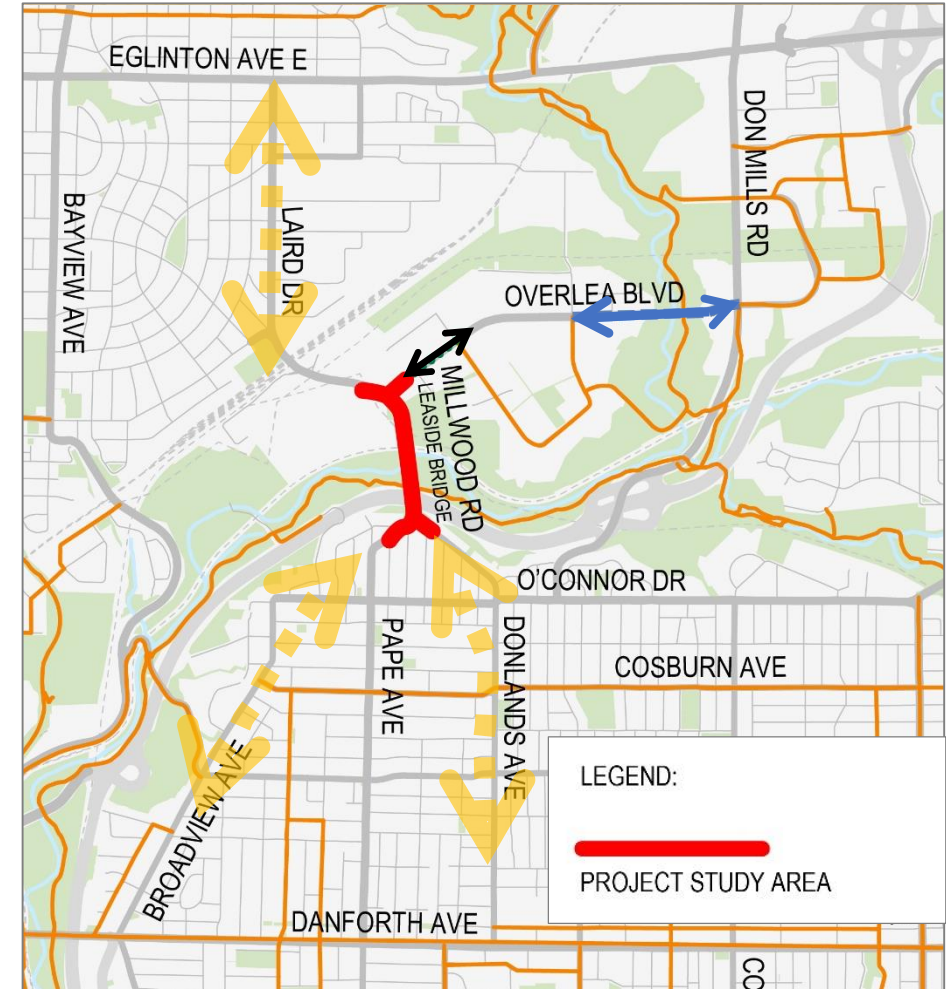 EGLINTON AVE E
DON MILLS RD
BAYVIEW AVE
LAIRD DR
OVERLEA BLVD
MILLWOOD RD
LEASIDE BRIDGE
O'CONNOR DR
PAPE AVE
DONLANDS AVE
COSBURN AVE
BROADVIEW AVE
LEGEND:
PROJECT STUDY AREA
DANFORTH AVE
CO